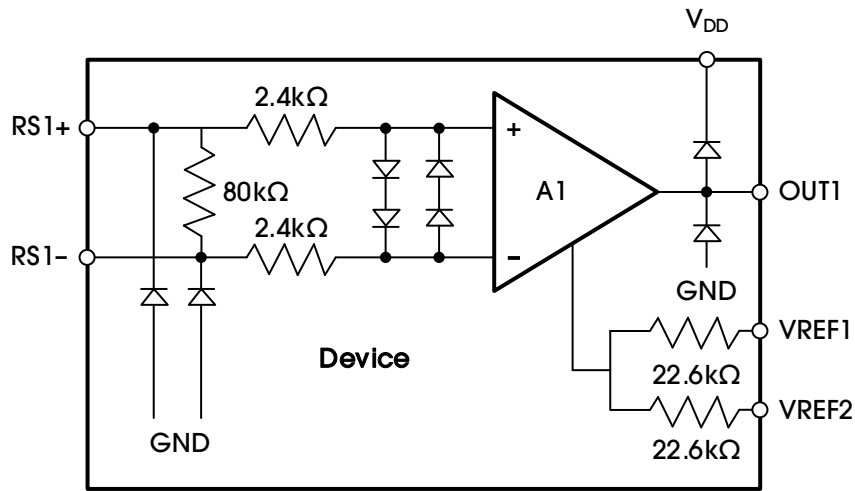 VDD
2.4kΩ
RS1+
+
80kΩ
A1
OUT1
2.4kΩ
RS1–
–
GND
VREF1
Device
22.6kΩ
VREF2
GND
22.6kΩ